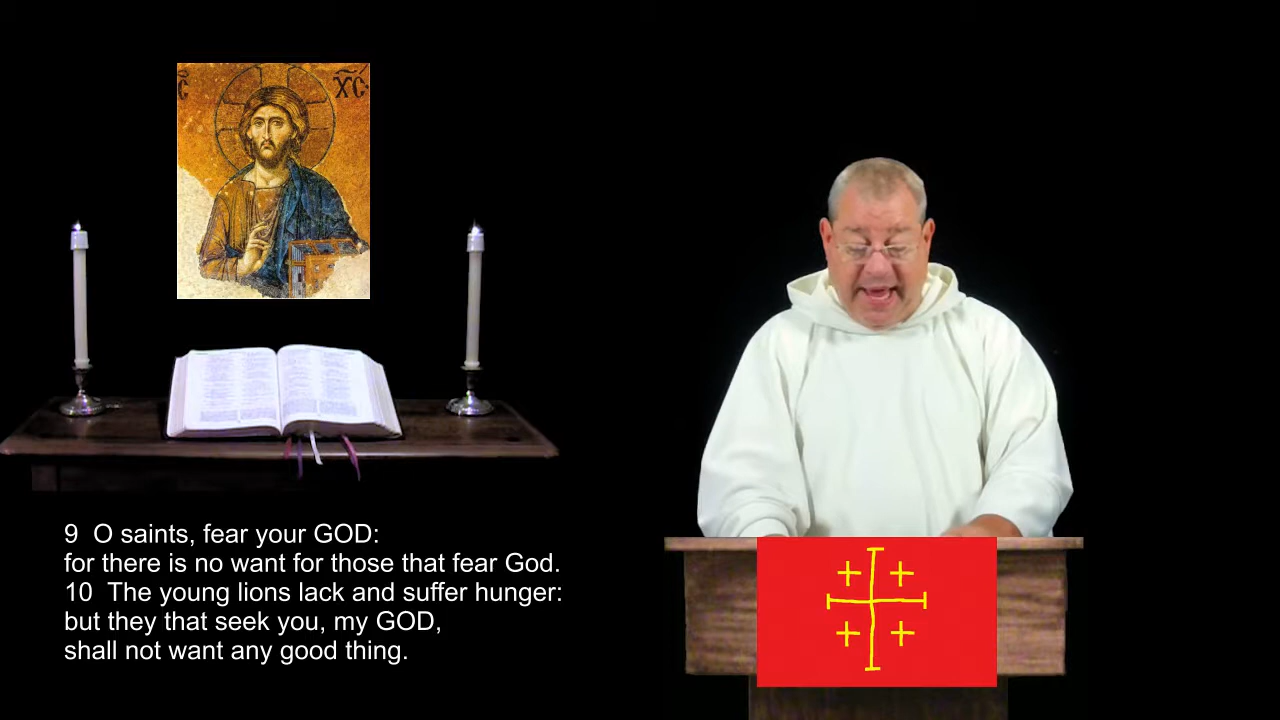 X̃C
9 O saints, fear your GOD:
for there is no want for those that fear God.
10 The young lions lack and suffer hunger:
but they that seek you, my GOD,
shall not want any good thing.